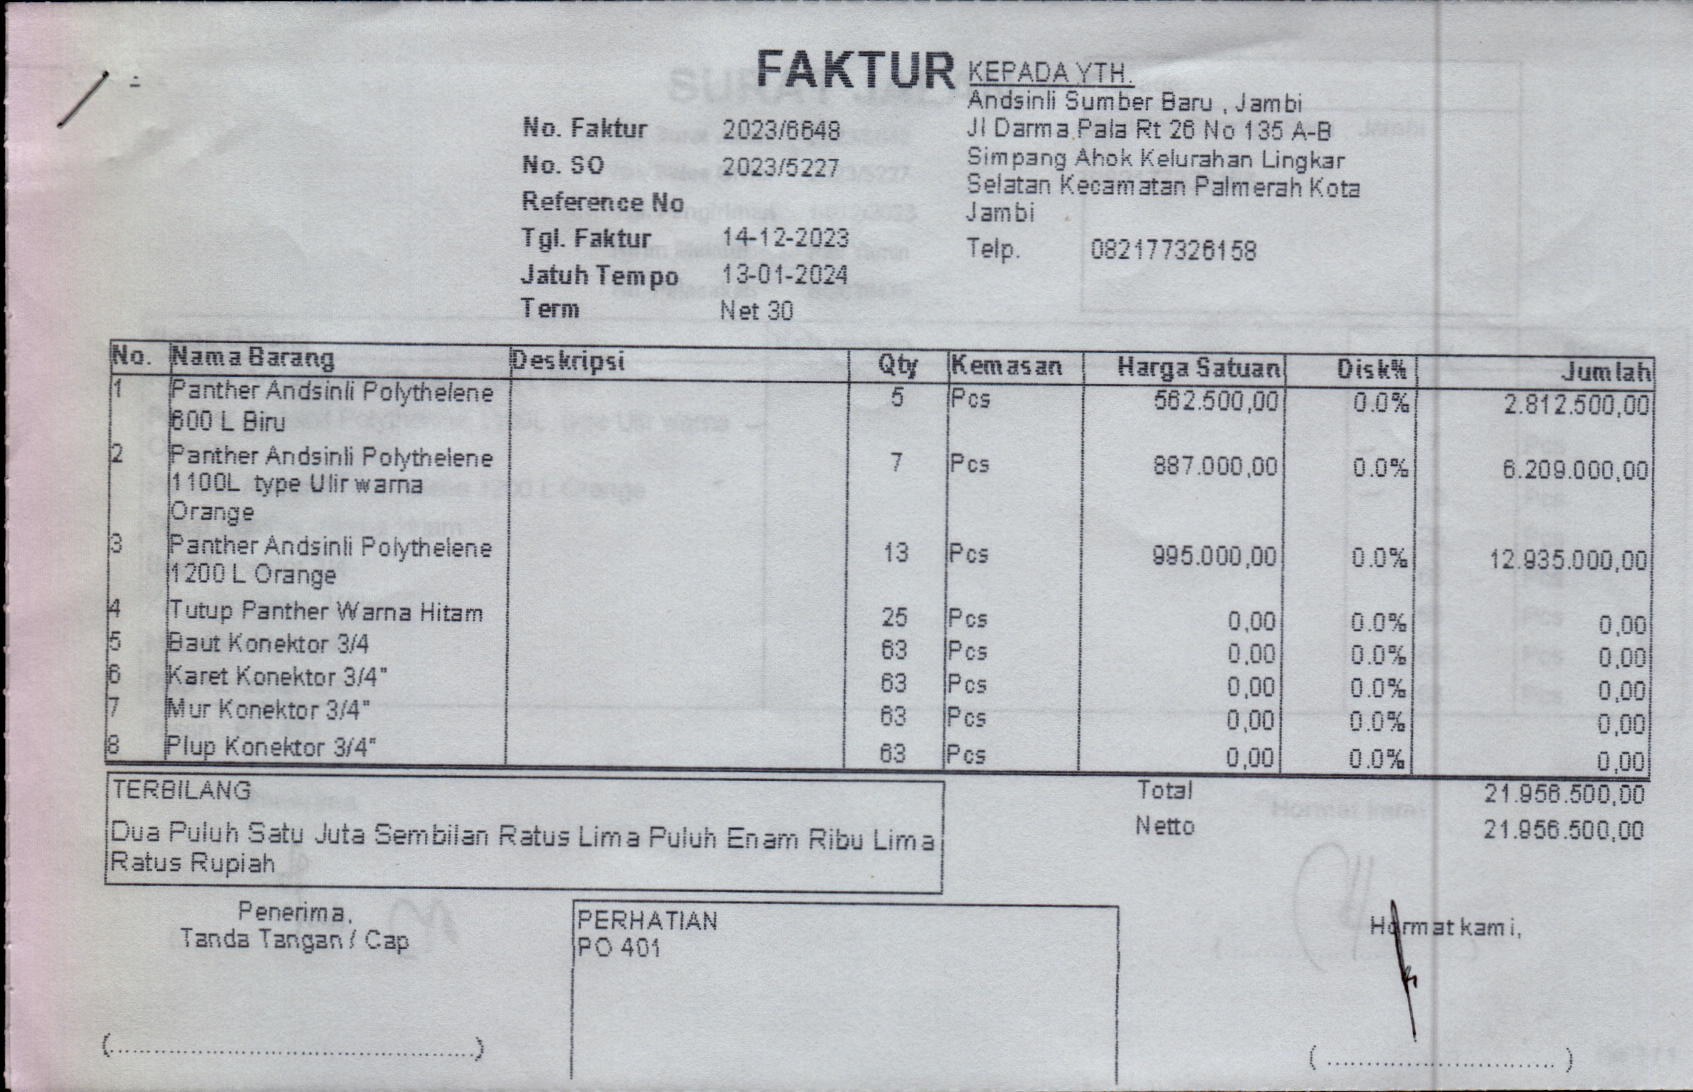 FAKTUR
KEPADA YTH.
Andsinli Sumber Baru , Jambi
Jl Darma Pala Rt 26 No 135 A-B
Simpang Ahok Kelurahan Lingkar
Selatan Kecamatan Palmerah Kota
Jambi
Telp. 082177326158
No. Faktur 2023/6648
No. SO 2023/5227
Reference No
Tgl. Faktur 14-12-2023
Jatuh Tempo 13-01-2024
Term Net 30
No. Nama Barang Deskripsi Qty Kemasan Harga Satuan Disk% Jumlah
1 Panther Andsinli Polythelene 5 Pcs 562.500,00 0.0% 2.812.500,00
600 L Biru
2 Panther Andsinli Polythelene 7 Pcs 887.000,00 0.0% 6.209.000,00
1100L type Ulir warna
Orange
3 Panther Andsinli Polythelene 13 Pcs 995.000,00 0.0% 12.935.000,00
1200 L Orange
4 Tutup Panther Warna Hitam 25 Pcs 0,00 0.0% 0,00
5 Baut Konektor 3/4 63 Pcs 0,00 0.0% 0,00
6 Karet Konektor 3/4" 63 Pcs 0,00 0.0% 0,00
7 Mur Konektor 3/4" 63 Pcs 0,00 0.0% 0,00
8 Plup Konektor 3/4" 63 Pcs 0,00 0.0% 0,00
TERBILANG
Dua Puluh Satu Juta Sembilan Ratus Lima Puluh Enam Ribu Lima
Ratus Rupiah
Total 21.956.500,00
Netto 21.956.500,00
Penerima,
Tanda Tangan / Cap
PERHATIAN
PO 401
Hormat kami,
(..............................................)
( ............................. )